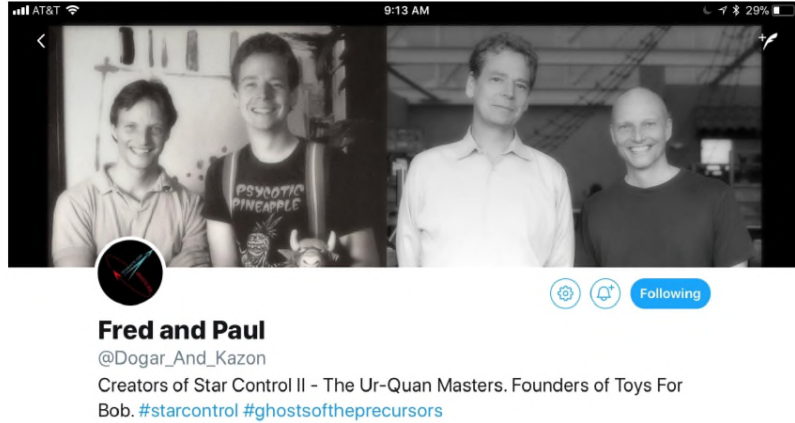 AT&T 9:13 AM 29%
PSYCOTIC
PINEAPPLE
Following
Fred and Paul
@Dogar_And_Kazon
Creators of Star Control II - The Ur-Quan Masters. Founders of Toys For
Bob. #starcontrol #ghostsoftheprecursors